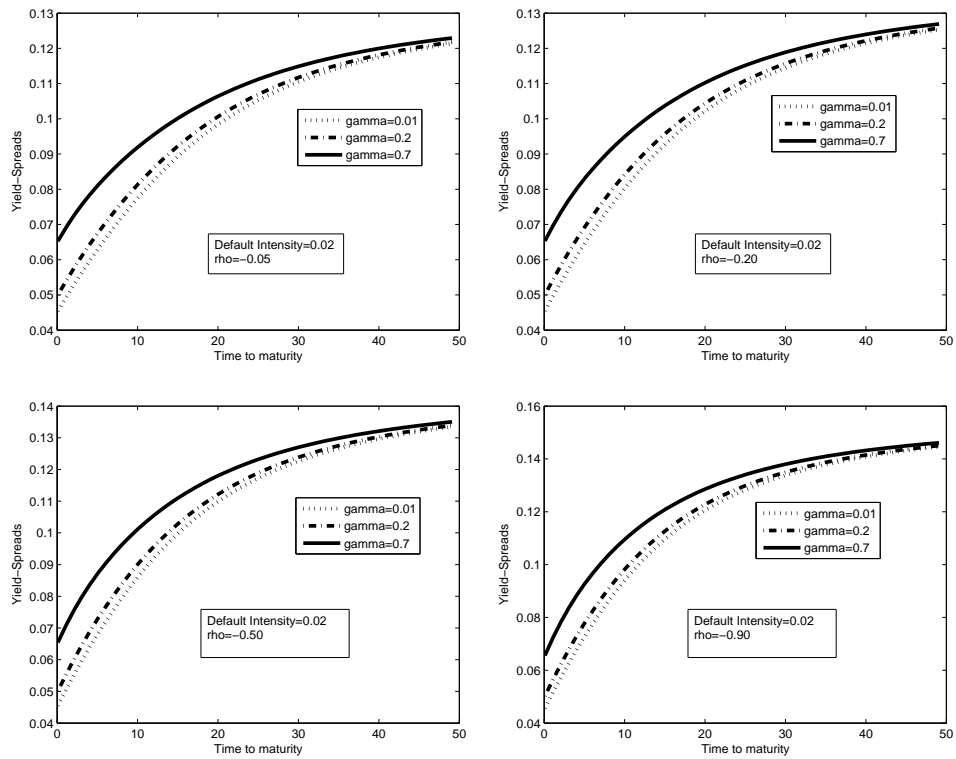 0.13
0.12
0.11
0.1
0.09
0.08
0.07
0.06
0.05
0.04
Yield−Spreads
gamma=0.01
gamma=0.2
gamma=0.7
Default Intensity=0.02
rho=−0.05
0 10 20 30 40 50
Time to maturity
0.13
0.12
0.11
0.1
0.09
0.08
0.07
0.06
0.05
0.04
Yield−Spreads
gamma=0.01
gamma=0.2
gamma=0.7
Default Intensity=0.02
rho=−0.20
0 10 20 30 40 50
Time to maturity
0.14
0.13
0.12
0.11
0.1
0.09
0.08
0.07
0.06
0.05
0.04
Yield−Spreads
gamma=0.01
gamma=0.2
gamma=0.7
Default Intensity=0.02
rho=−0.50
0 10 20 30 40 50
Time to maturity
0.16
0.14
0.12
0.1
0.08
0.06
0.04
Yield−Spreads
gamma=0.01
gamma=0.2
gamma=0.7
Default Intensity=0.02
rho=−0.90
0 10 20 30 40 50
Time to maturity